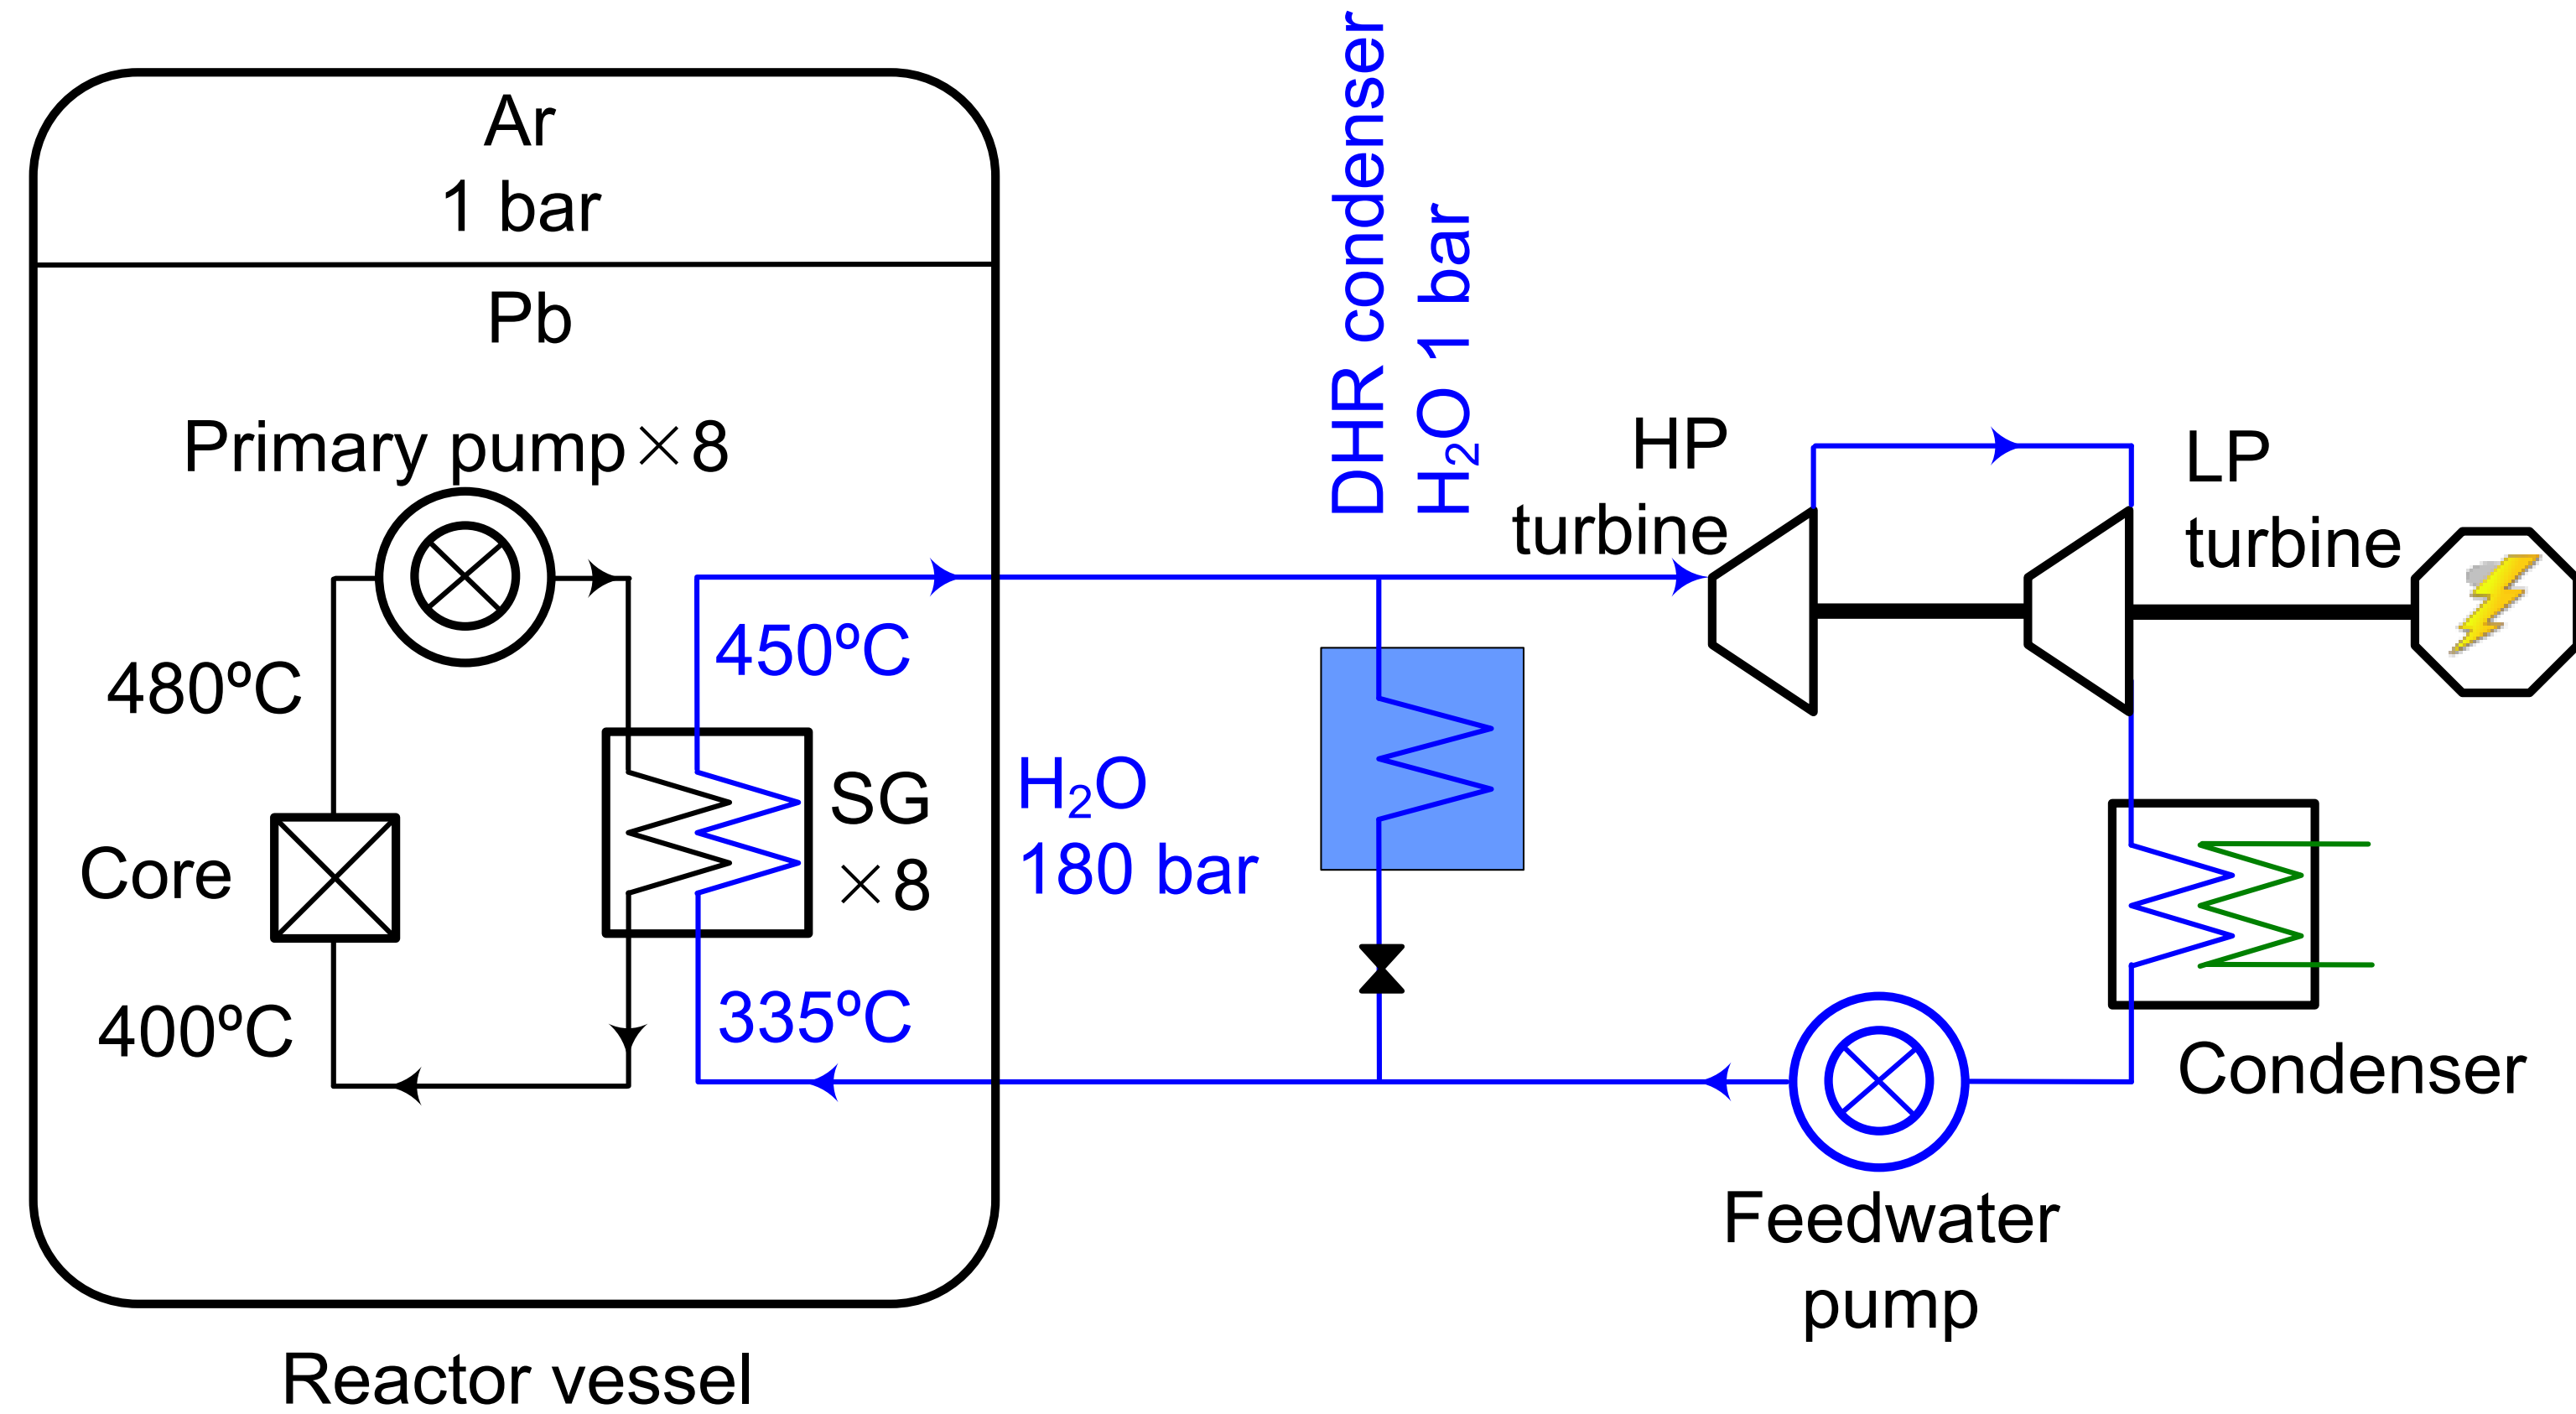 Ar
1 bar
Pb
Primary pump×8
480ºC
Core
400ºC
450ºC
SG
×8
335ºC
Reactor vessel
H₂O
180 bar
DHR condenser
H₂O 1 bar
HP
turbine
LP
turbine
Condenser
Feedwater
pump